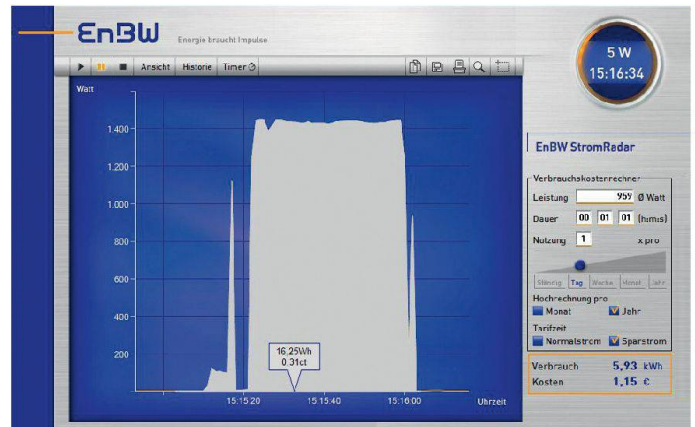 EnBW
Energie braucht Impulse
5 W
15:16:34
Ansicht Historie Timer
Watt
1.400
1.200
1.000
800
600
400
200
16,25Wh
0.31ct
15:15:20 15:15:40 15:16:00 Uhrzeit
EnBW StromRadar
Verbrauchskostenrechner
Leistung 959 Ø Watt
Dauer 00 01 01 (h:m:s)
Nutzung 1 x pro
Ständig Tag Woche Monat Jahr
Hochrechnung pro
Monat Jahr
Tarifzeit
Normalstrom Sparstrom
Verbrauch 5,93 kWh
Kosten 1,15 €